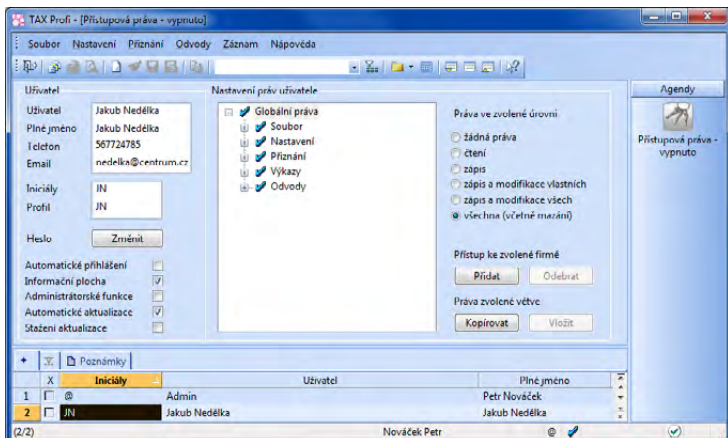 TAX Profi - [Přístupová práva - vypnuto]
Soubor Nastavení Přiznání Odvody Záznam Nápověda
Uživatel
Uživatel Jakub Nedělka
Plné jméno Jakub Nedělka
Telefon 567724785
Email nedelka@centrum.cz
Iniciály JN
Profil JN
Heslo Změnit
Automatické přihlášení
Informační plocha
Administrátorské funkce
Automatické aktualizace
Stažení aktualizace
Nastavení práv uživatele
Globální práva
Soubor
Nastavení
Přiznání
Výkazy
Odvody
Práva ve zvolené úrovni
žádná práva
čtení
zápis
zápis a modifikace vlastních
zápis a modifikace všech
všechna (včetně mazání)
Přístup ke zvolené firmě
Přidat Odebrat
Práva zvolené větve
Kopírovat Vložit
Agendy
Přístupová práva -
vypnuto
Poznámky
X Iniciály Uživatel Plné jméno
1 @ Admin Petr Nováček
2 JN Jakub Nedělka Jakub Nedělka
(2/2) Nováček Petr @